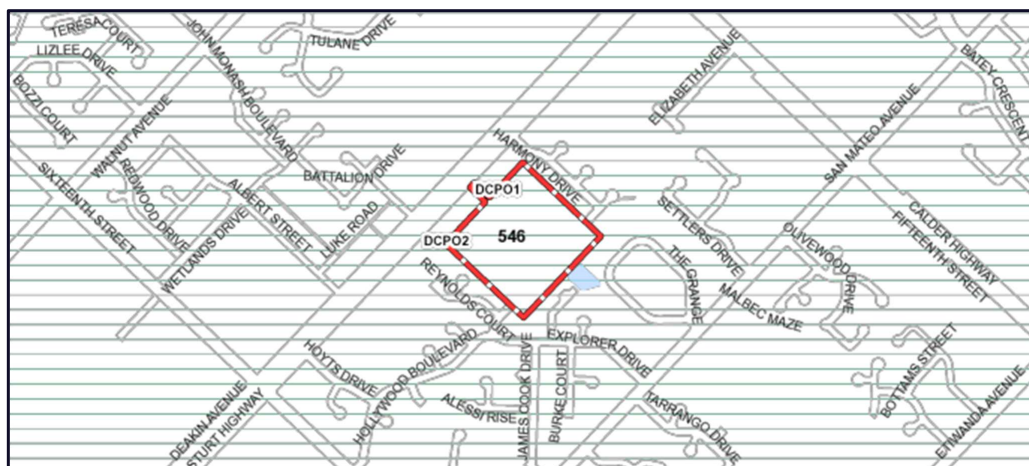 TERESA COURT
LIZLEE DRIVE
BOZZI COURT
JOHN MONASH BOULEVARD
TULANE DRIVE
ELIZABETH AVENUE
BATEY CRESCENT
WALNUT AVENUE
SAN MATEO AVENUE
SIXTEENTH STREET
REDWOOD DRIVE
BATTALION DRIVE
HARMONY DRIVE
ALBERT STREET
LUKE ROAD
DCPO1
WETLANDS DRIVE
DCPO2
546
SETTLERS DRIVE
CALDER HIGHWAY
FIFTEENTH STREET
OLIVEWOOD DRIVE
THE GRANGE
MALBEC MAZE
REYNOLDS COURT
EXPLORER DRIVE
HOYTS DRIVE
HOLLYWOOD BOULEVARD
JAMES COOK DRIVE
BURKE COURT
ALESSI RISE
TARRANGO DRIVE
BOTTAMS STREET
ETIWANDA AVENUE
DEAKIN AVENUE
STURT HIGHWAY